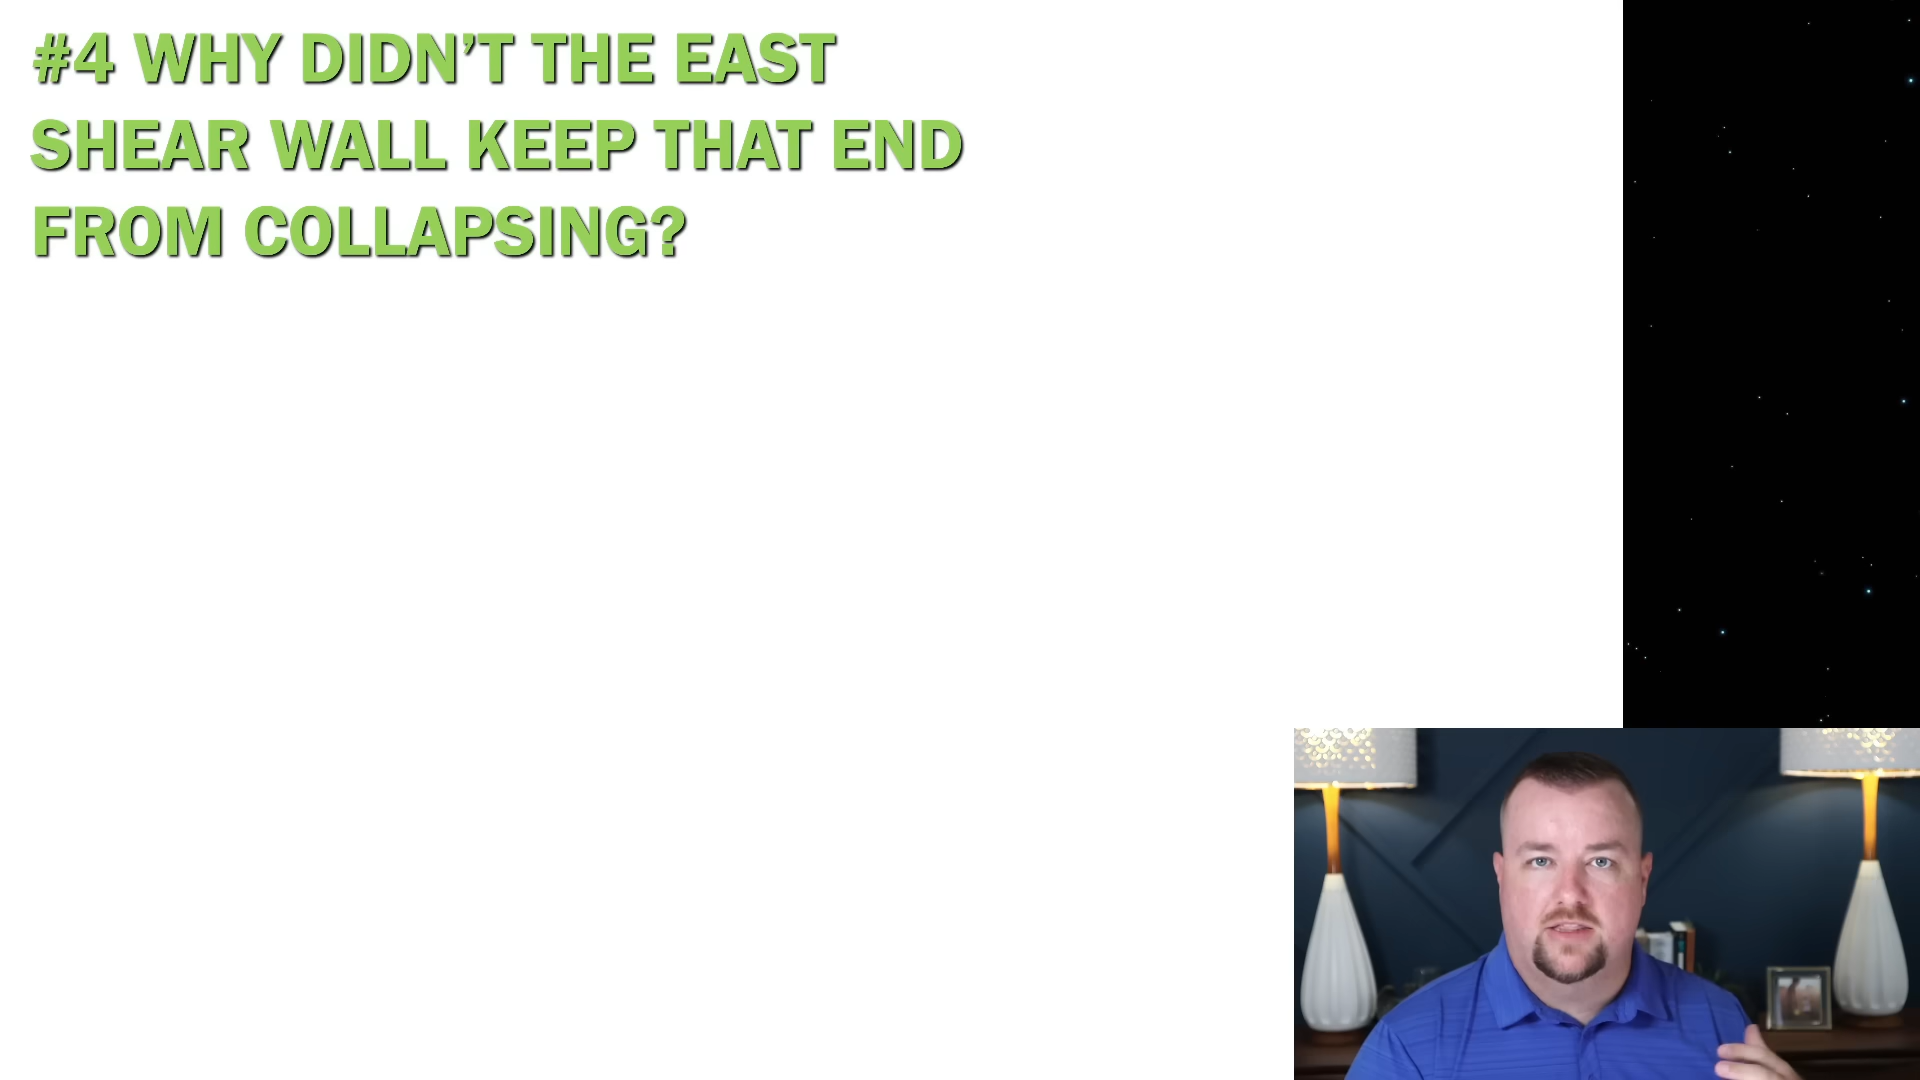 #4 WHY DIDN’T THE EAST
SHEAR WALL KEEP THAT END
FROM COLLAPSING?